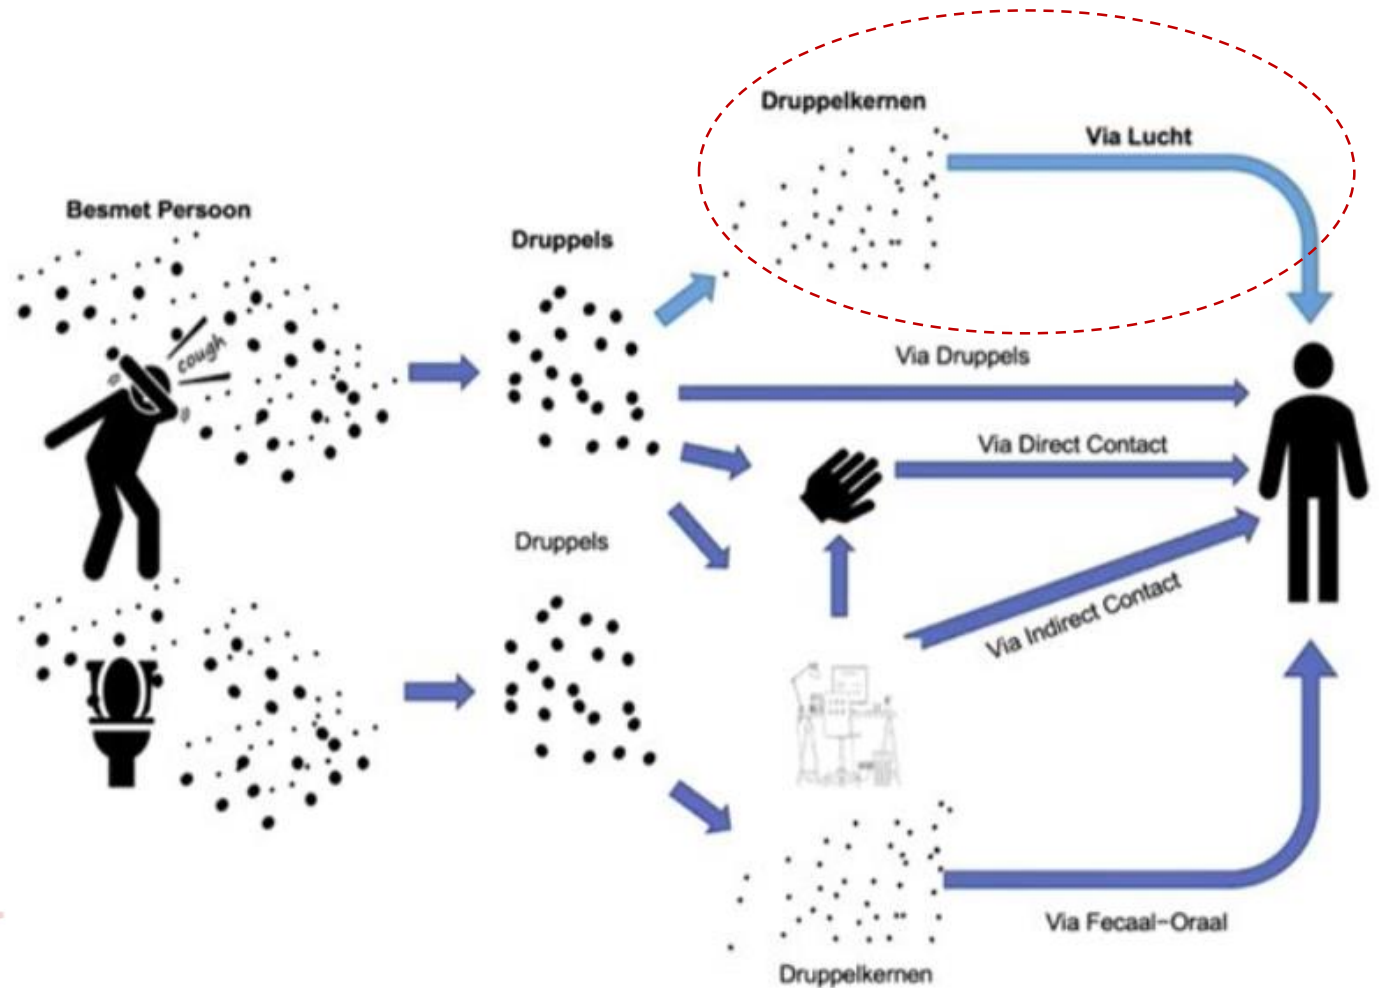 Druppelkernen
Via Lucht
Besmet Persoon
Druppels
cough
Via Druppels
Via Direct Contact
Druppels
Via Indirect Contact
Via Fecaal-Oraal
Druppelkernen